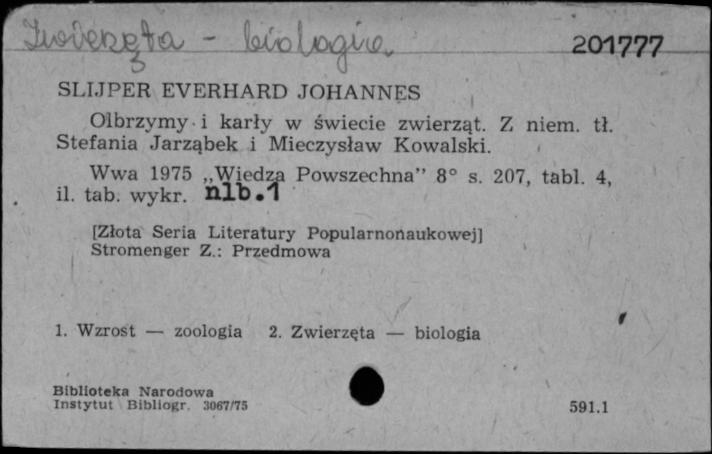 Zwierzęta - biologia
201777
SLIJPER EVERHARD JOHANNES
Olbrzymy i karły w świecie zwierząt. Z niem. tł.
Stefania Jarząbek i Mieczysław Kowalski.
Wwa 1975 „Wiedza Powszechna” 8° s. 207, tabl. 4,
il. tab. wykr. nlb.1
[Złota Seria Literatury Popularnonaukowej]
Stromenger Z.: Przedmowa
1. Wzrost — zoologia 2. Zwierzęta — biologia
Biblioteka Narodowa
Instytut Bibliogr. 3067/75
591.1